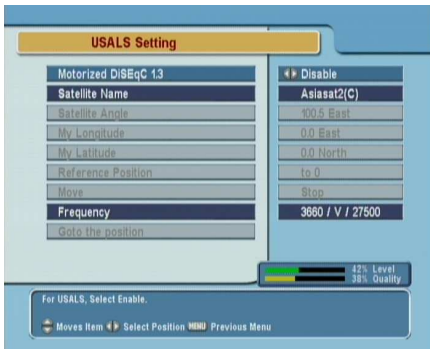 USALS Setting
Motorized DiSEqC 1.3 Disable
Satellite Name Asiasat2(C)
Satellite Angle 100.5 East
My Longitude 0.0 East
My Latitude 0.0 North
Reference Position to 0
Move Stop
Frequency 3660 / V / 27500
Goto the position
42% Level
38% Quality
For USALS, Select Enable.
Moves Item Select Position MENU Previous Menu